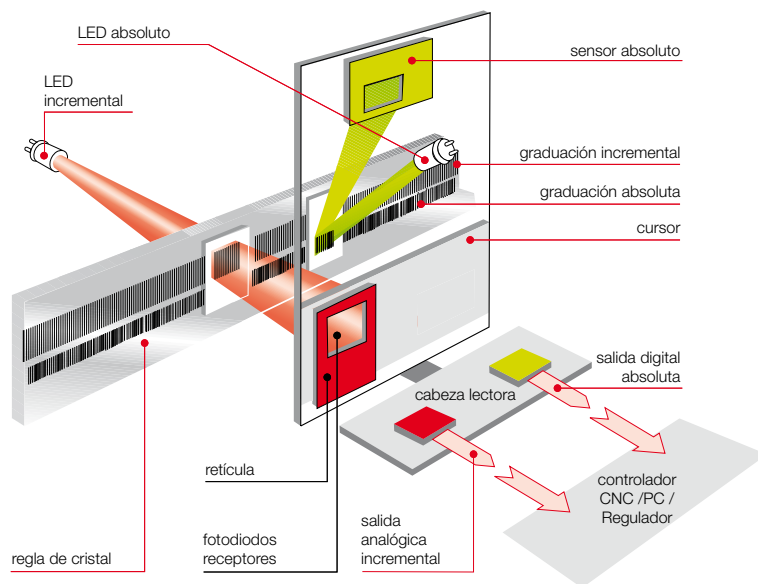 LED absoluto
sensor absoluto
LED
incremental
graduación incremental
graduación absoluta
cursor
salida digital
absoluta
cabeza lectora
retícula
controlador
CNC /PC /
Regulador
regla de cristal
fotodiodos
receptores
salida
analógica
incremental